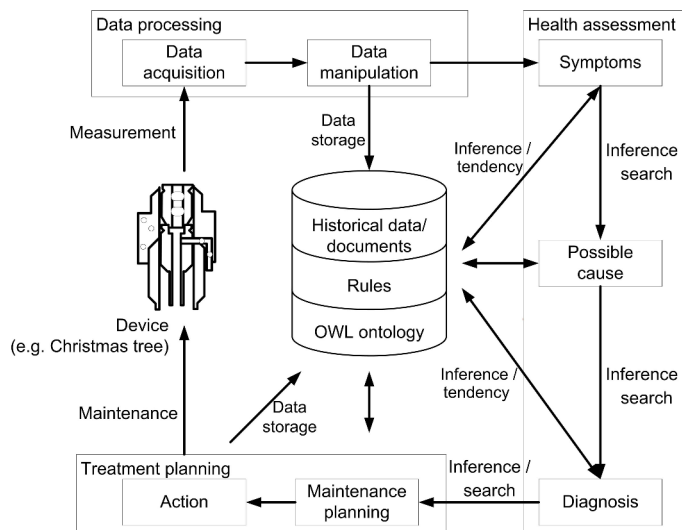 Data processing
Health assessment
Data
acquisition
Data
manipulation
Symptoms
Measurement
Data
storage
Inference /
tendency
Inference
search
Historical data/
documents
Rules
OWL ontology
Possible
cause
Device
(e.g. Christmas tree)
Inference /
tendency
Inference
search
Maintenance
Data
storage
Treatment planning
Action
Maintenance
planning
Inference /
search
Diagnosis